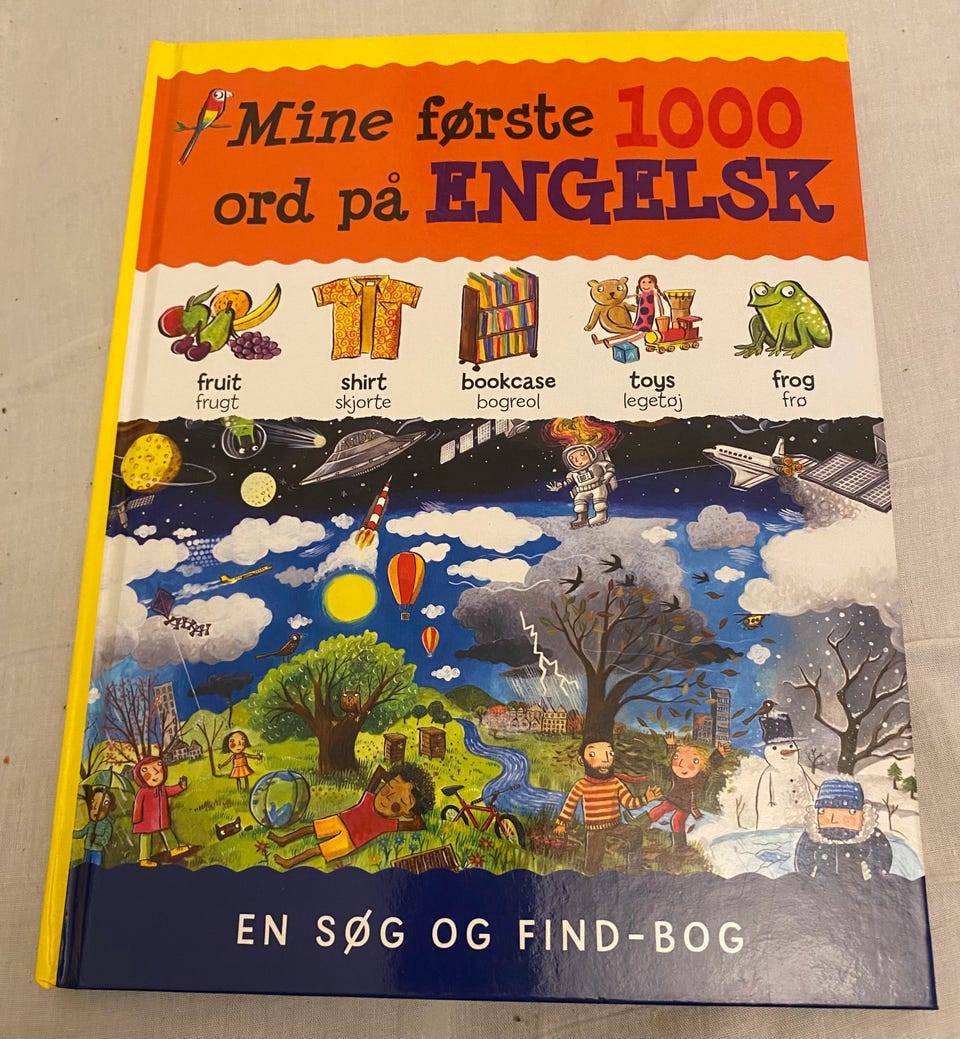 Mine første 1000
ord på ENGELSK
fruit
frugt
shirt
skjorte
bookcase
bogreol
toys
legetøj
frog
frø
EN SØG OG FIND-BOG